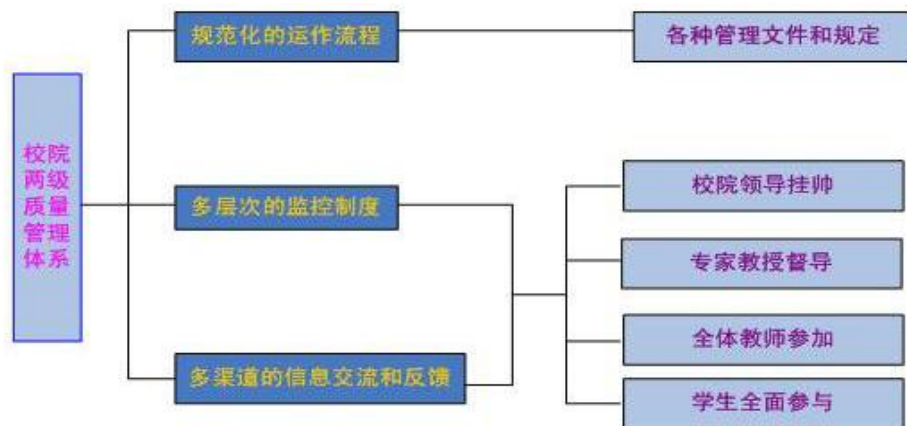 校院
两级
质量
管理
体系
规范化的运作流程
各种管理文件和规定
多层次的监控制度
多渠道的信息交流和反馈
校院领导挂帅
专家教授督导
全体教师参加
学生全面参与